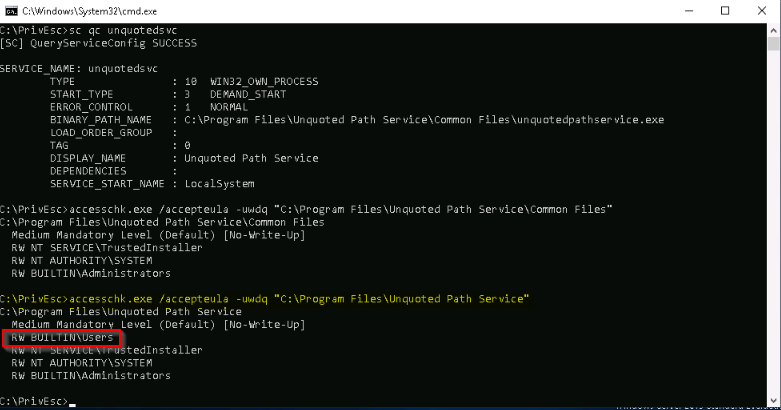 C:\Windows\System32\cmd.exe
C:\PrivEsc>sc qc unquotedsvc
[SC] QueryServiceConfig SUCCESS
SERVICE_NAME: unquotedsvc
TYPE : 10 WIN32_OWN_PROCESS
START_TYPE : 3 DEMAND_START
ERROR_CONTROL : 1 NORMAL
BINARY_PATH_NAME : C:\Program Files\Unquoted Path Service\Common Files\unquotedpathservice.exe
LOAD_ORDER_GROUP :
TAG : 0
DISPLAY_NAME : Unquoted Path Service
DEPENDENCIES :
SERVICE_START_NAME : LocalSystem
C:\PrivEsc>accesschk.exe /accepteula -uwdq "C:\Program Files\Unquoted Path Service\Common Files"
C:\Program Files\Unquoted Path Service\Common Files
Medium Mandatory Level (Default) [No-Write-Up]
RW NT SERVICE\TrustedInstaller
RW NT AUTHORITY\SYSTEM
RW BUILTIN\Administrators
C:\PrivEsc>accesschk.exe /accepteula -uwdq "C:\Program Files\Unquoted Path Service"
C:\Program Files\Unquoted Path Service
Medium Mandatory Level (Default) [No-Write-Up]
RW BUILTIN\Users
RW NT SERVICE\TrustedInstaller
RW NT AUTHORITY\SYSTEM
RW BUILTIN\Administrators
C:\PrivEsc>